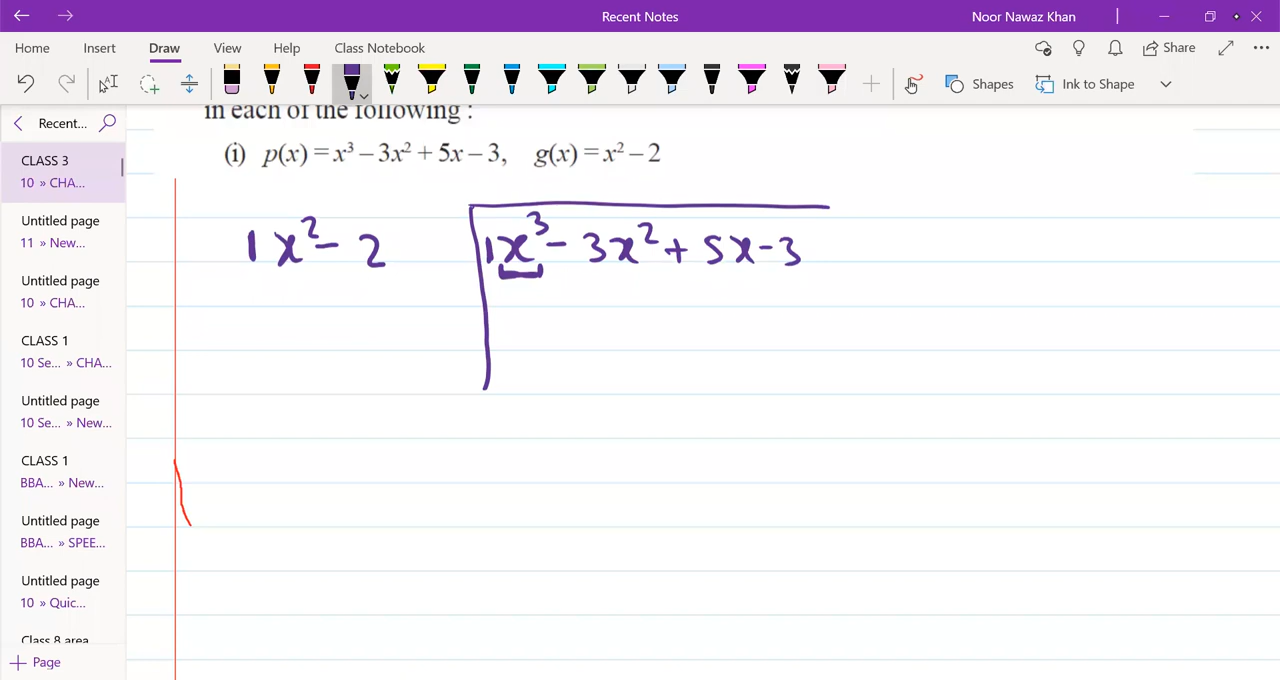 Recent Notes
Noor Nawaz Khan
Home Insert Draw View Help Class Notebook
Share
Shapes
Ink to Shape
Recent...
CLASS 3
10 » CHA...
Untitled page
11 » New...
Untitled page
10 » CHA...
CLASS 1
10 Se... » CHA...
Untitled page
10 Se... » New...
CLASS 1
BBA... » New...
Untitled page
BBA... » SPEE...
Untitled page
10 » Quic...
Class 8 area
Page
in each of the following :
(i) p(x) = x³ – 3x² + 5x – 3, g(x) = x² – 2
1x² - 2 1x³ - 3x² + 5x - 3